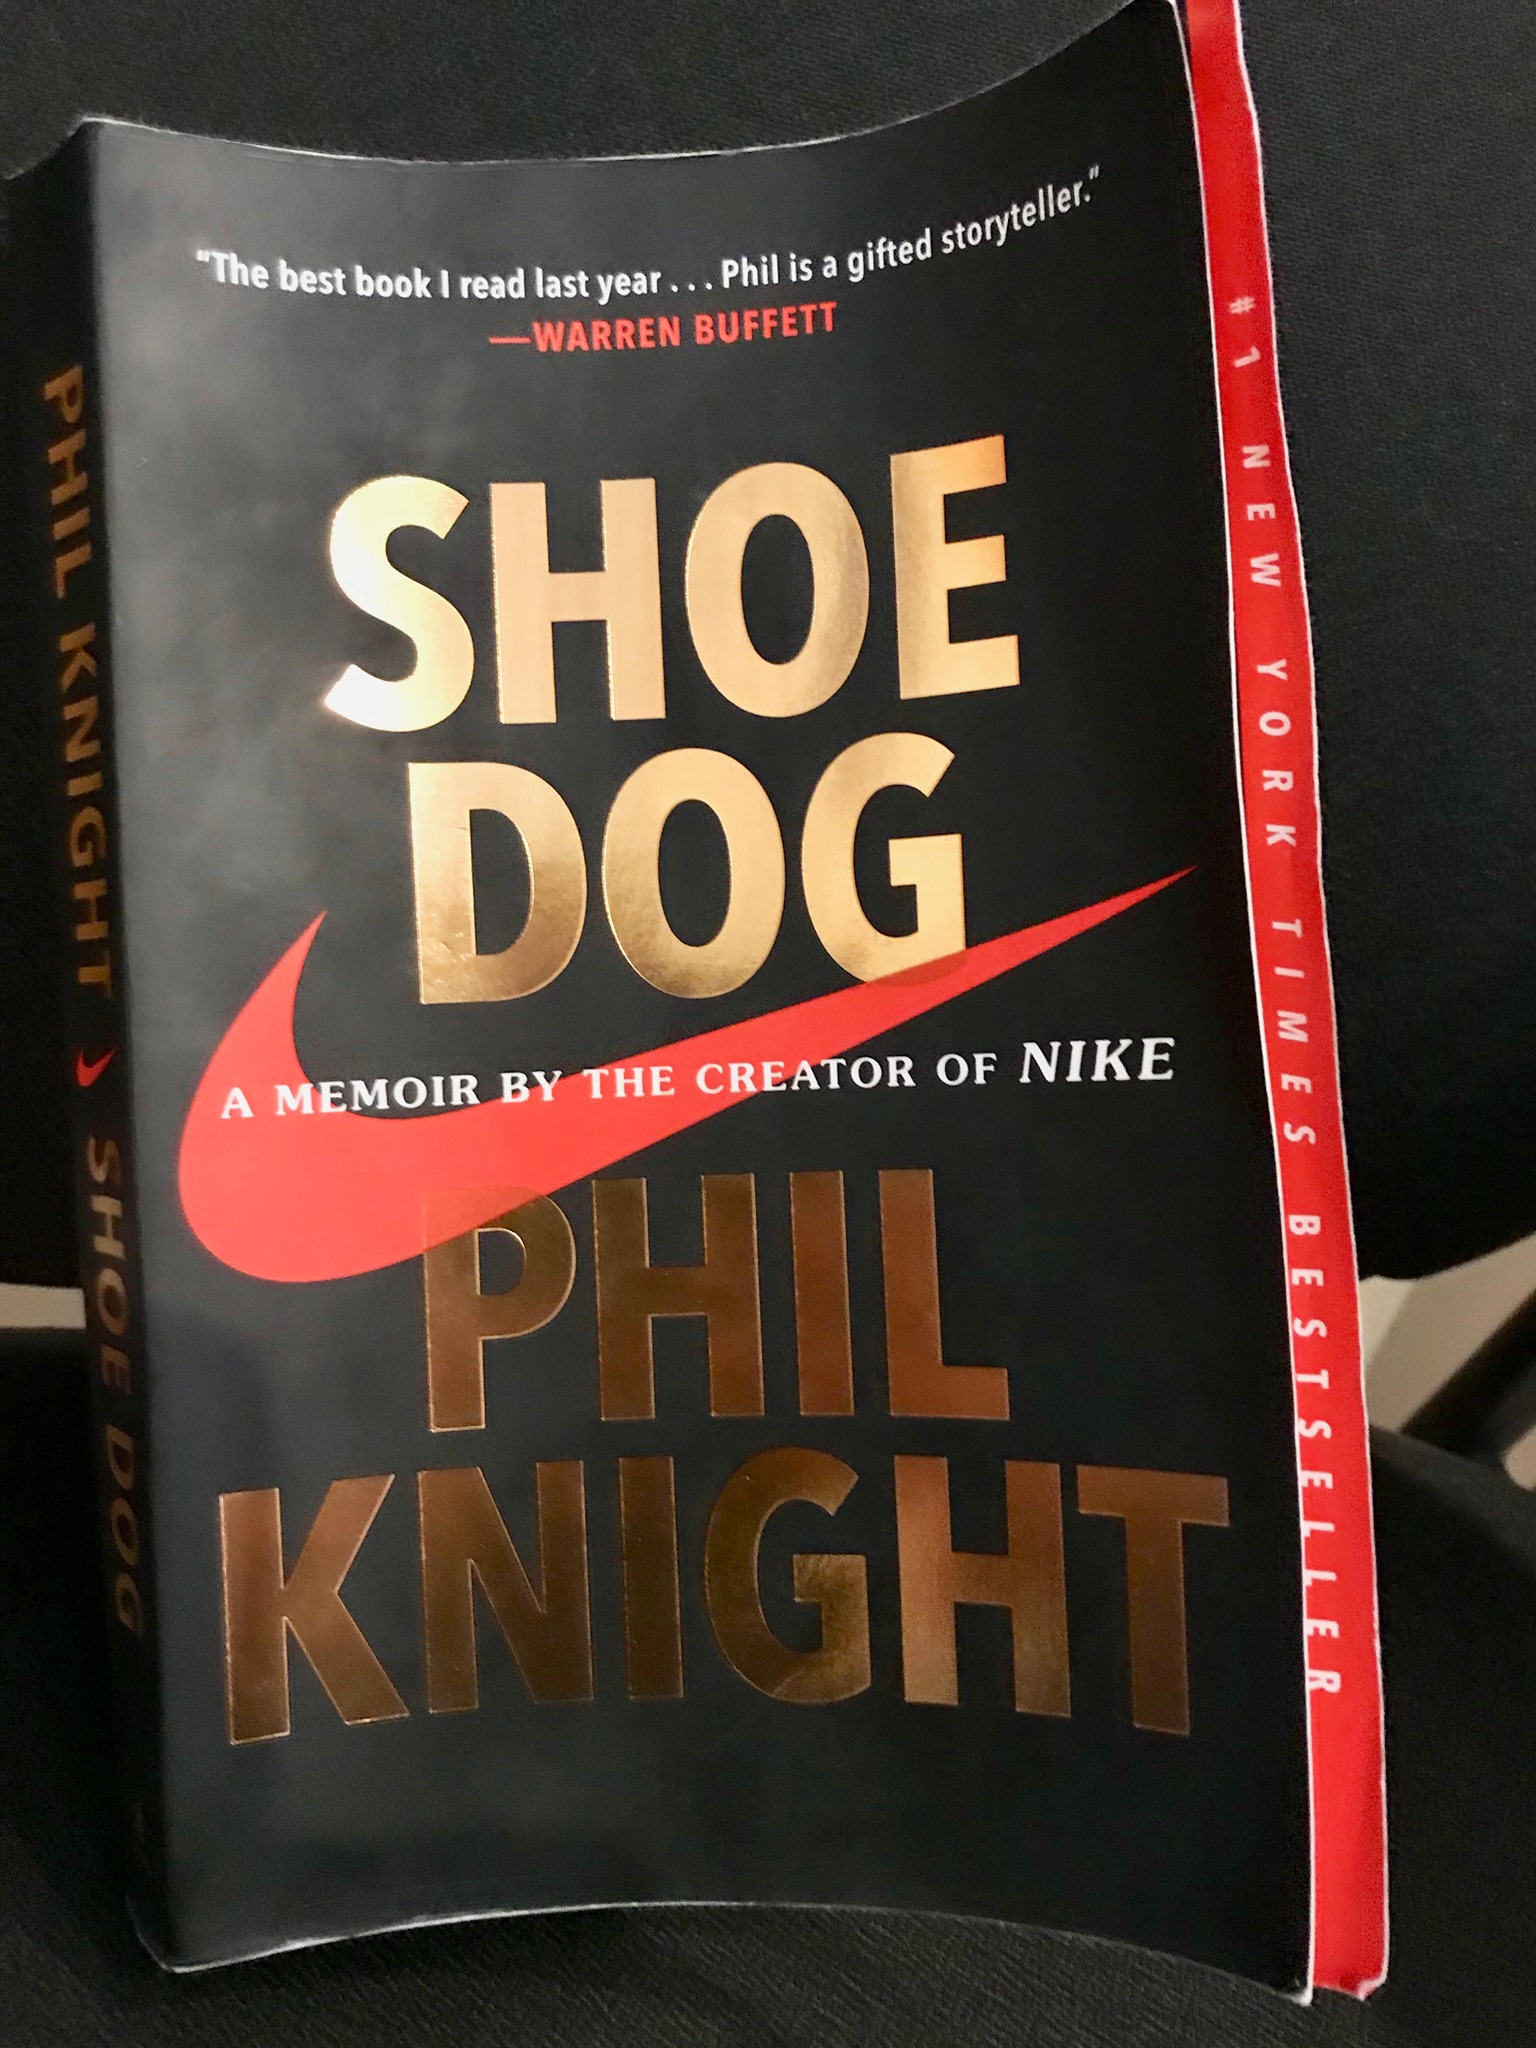 “The best book I read last year . . . Phil is a gifted storyteller.”
—WARREN BUFFETT
SHOE
DOG
A MEMOIR BY THE CREATOR OF NIKE
PHIL
KNIGHT
PHIL KNIGHT SHOE DOG
#1 NEW YORK TIMES BESTSELLER